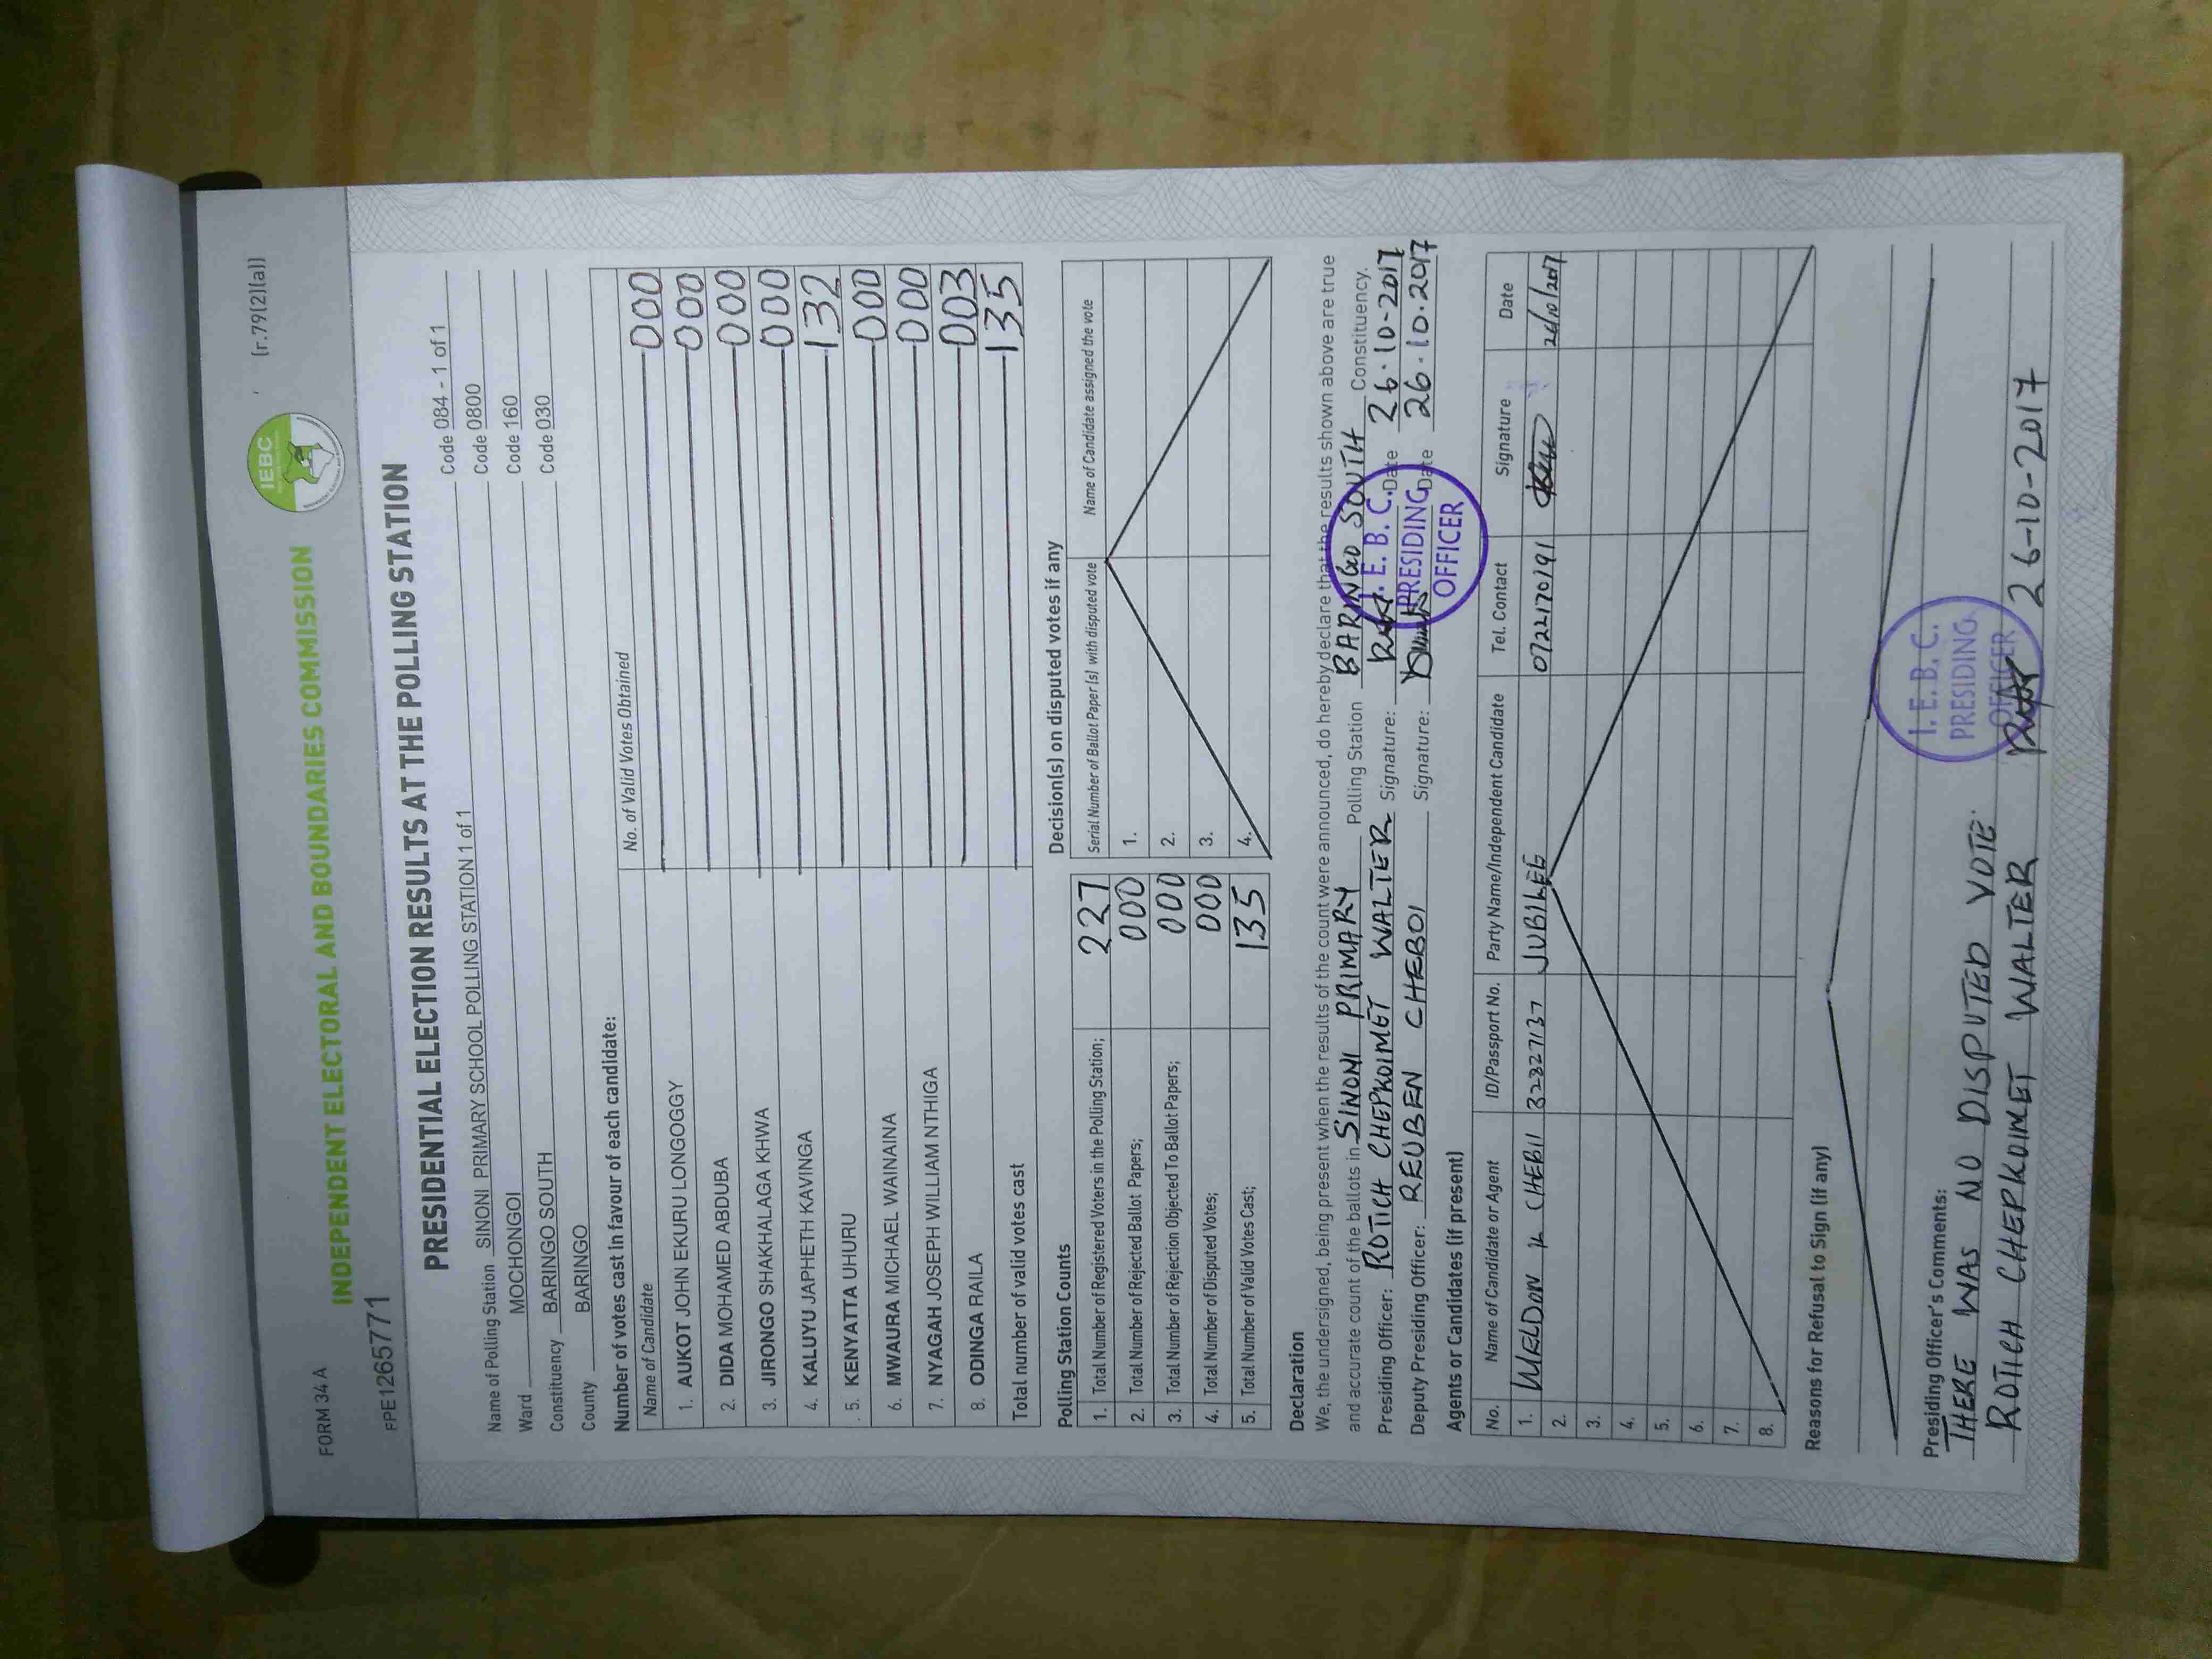 FORM 34 A
[r.79(2)(a)]
IEBC
INDEPENDENT ELECTORAL AND BOUNDARIES COMMISSION
FPE1265771
PRESIDENTIAL ELECTION RESULTS AT THE POLLING STATION
Name of Polling Station SINONI PRIMARY SCHOOL POLLING STATION 1 of 1 Code 084 - 1 of 1
Ward MOCHONGOI Code 0800
Constituency BARINGO SOUTH Code 160
County BARINGO Code 030
Number of votes cast in favour of each candidate:
Name of Candidate No. of Valid Votes Obtained
1. AUKOT JOHN EKURU LONGOGGY 000
2. DIDA MOHAMED ABDUBA 000
3. JIRONGO SHAKHALAGA KHWA 000
4. KALUYU JAPHETH KAVINGA 000
5. KENYATTA UHURU 132
6. MWAURA MICHAEL WAINAINA 000
7. NYAGAH JOSEPH WILLIAM NTHIGA 000
8. ODINGA RAILA 003
Total number of valid votes cast 135
Polling Station Counts
1. Total Number of Registered Voters in the Polling Station; 227
2. Total Number of Rejected Ballot Papers; 000
3. Total Number of Rejection Objected To Ballot Papers; 000
4. Total Number of Disputed Votes; 000
5. Total Number of Valid Votes Cast; 135
Decision(s) on disputed votes if any
Serial Number of Ballot Paper (s) with disputed vote Name of Candidate assigned the vote
1.
2.
3.
4.
Declaration
We, the undersigned, being present when the results of the count were announced, do hereby declare that the results shown above are true
and accurate count of the ballots in SINONI PRIMARY Polling Station BARINGO SOUTH Constituency.
Presiding Officer: ROTICH CHEPKOIMET WALTER Signature: Date 26-10-2017
Deputy Presiding Officer: REUBEN CHEBOI Signature: Date 26.10.2017
I. E. B. C.
PRESIDING
OFFICER
Agents or Candidates (if present)
No. Name of Candidate or Agent ID/Passport No. Party Name/Independent Candidate Tel. Contact Signature Date
1. WELDON K CHEBII 32327137 JUBILEE 0722170191 26/10/2017
2.
3.
4.
5.
6.
7.
8.
Reasons for Refusal to Sign (if any)
Presiding Officer's Comments:
THERE WAS NO DISPUTED VOTE.
ROTICH CHEPKOIMET WALTER 26-10-2017
I. E. B. C.
PRESIDING
OFFICER